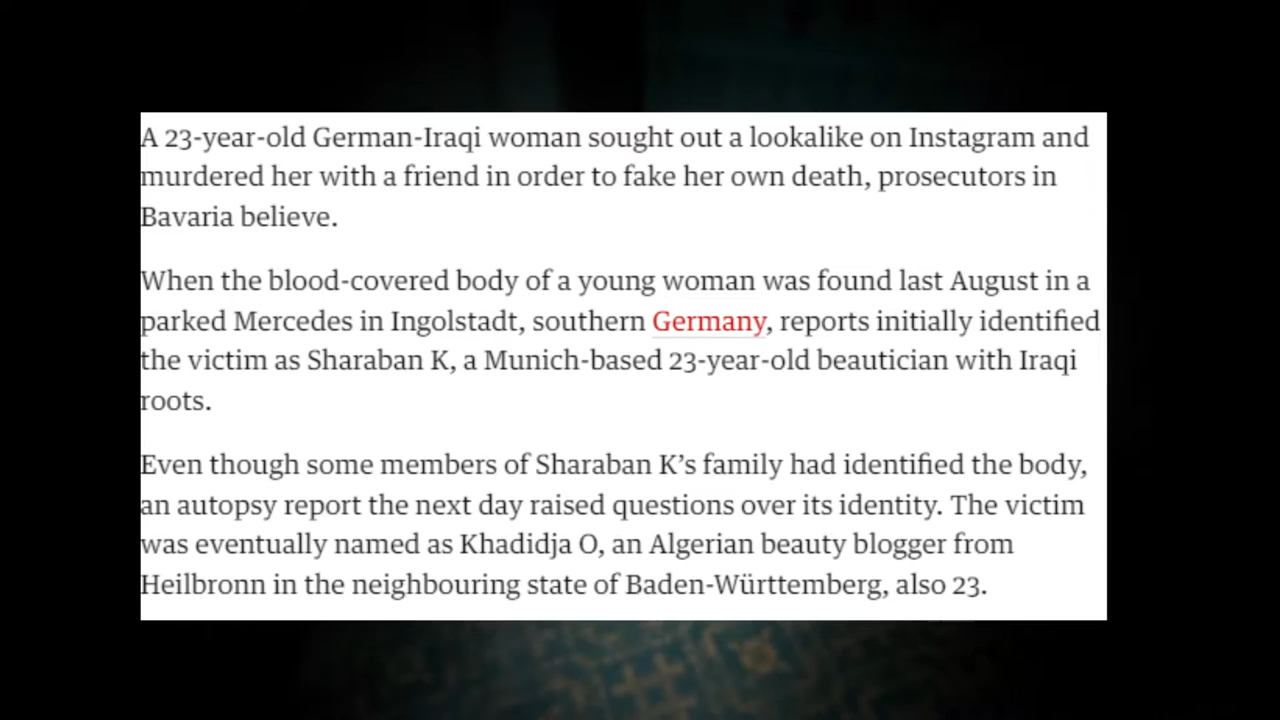 A 23-year-old German-Iraqi woman sought out a lookalike on Instagram and
murdered her with a friend in order to fake her own death, prosecutors in
Bavaria believe.
When the blood-covered body of a young woman was found last August in a
parked Mercedes in Ingolstadt, southern Germany, reports initially identified
the victim as Sharaban K, a Munich-based 23-year-old beautician with Iraqi
roots.
Even though some members of Sharaban K’s family had identified the body,
an autopsy report the next day raised questions over its identity. The victim
was eventually named as Khadidja O, an Algerian beauty blogger from
Heilbronn in the neighbouring state of Baden-Württemberg, also 23.